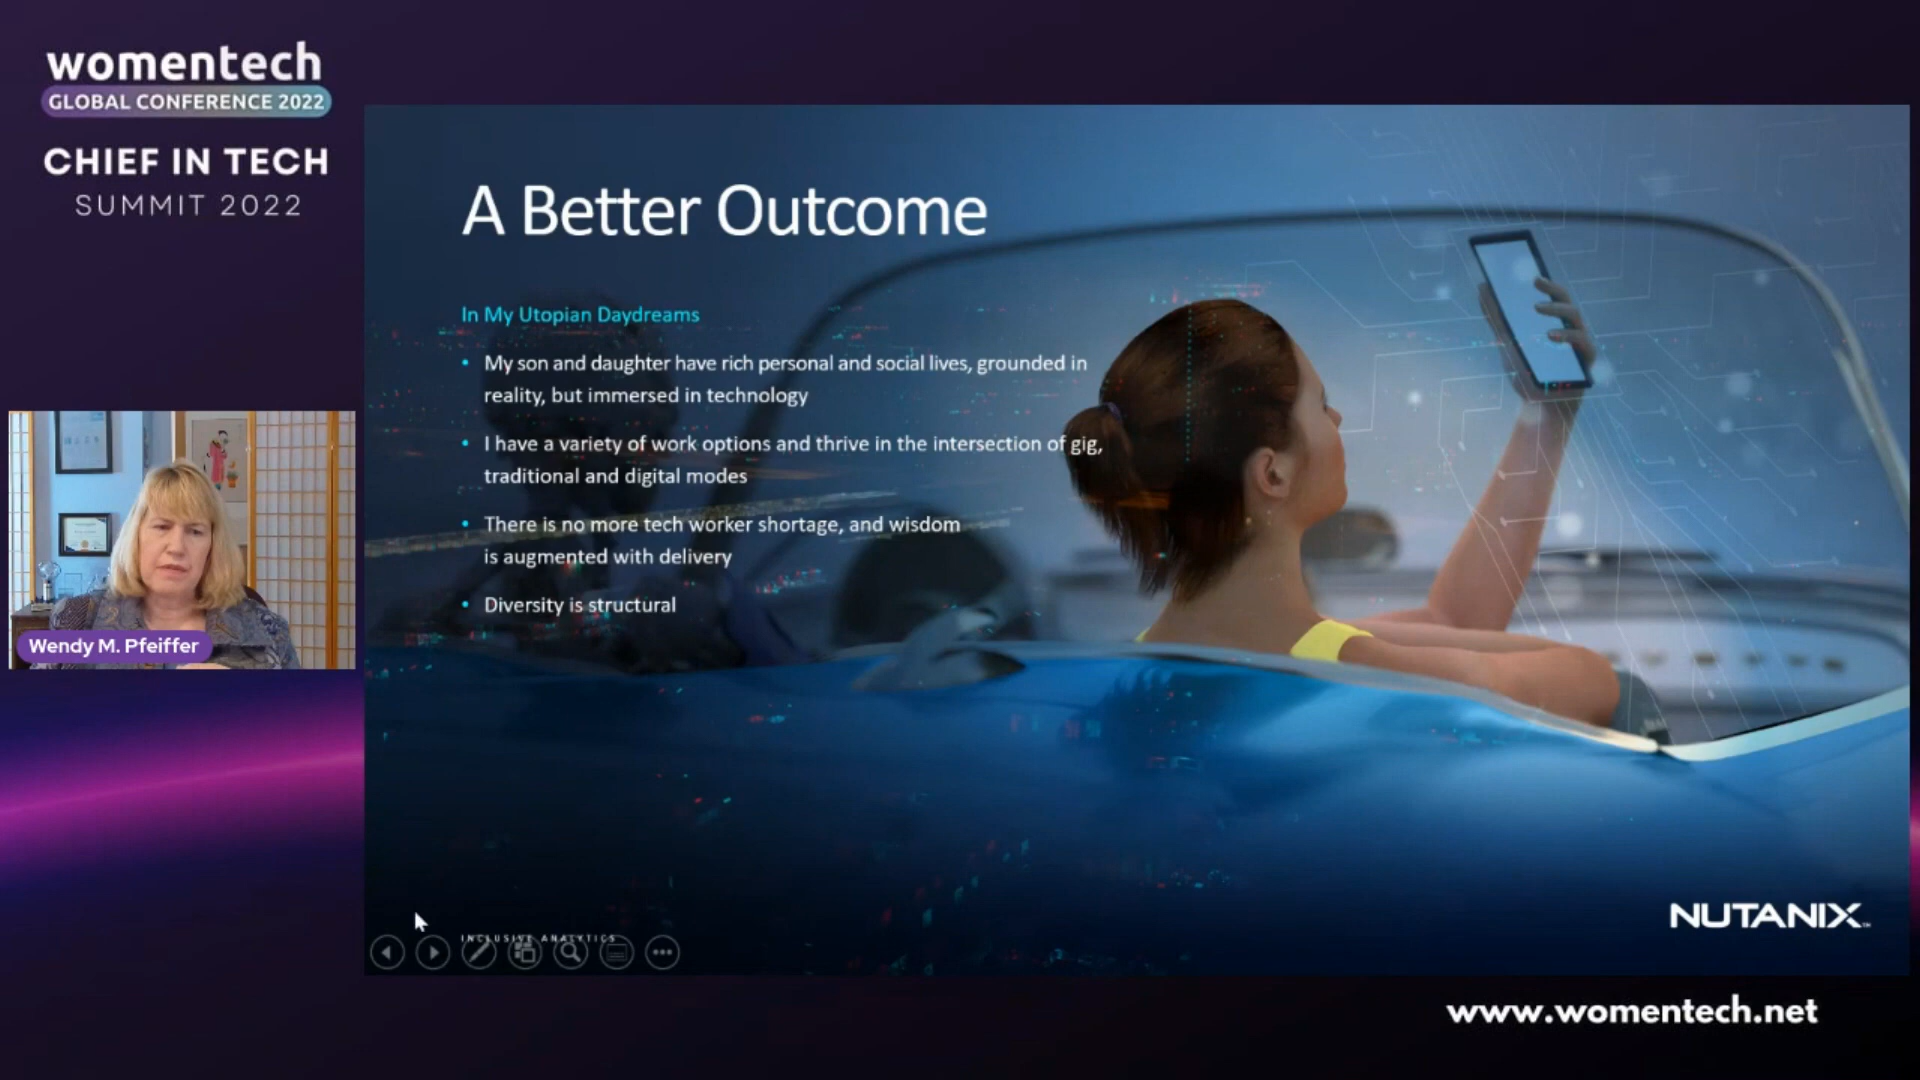 womentech
GLOBAL CONFERENCE 2022
CHIEF IN TECH
SUMMIT 2022
A Better Outcome
In My Utopian Daydreams
• My son and daughter have rich personal and social lives, grounded in
reality, but immersed in technology
• I have a variety of work options and thrive in the intersection of gig,
traditional and digital modes
• There is no more tech worker shortage, and wisdom
is augmented with delivery
• Diversity is structural
Wendy M. Pfeiffer
INCLUSIVE ANALYTICS
NUTANIX
www.womentech.net